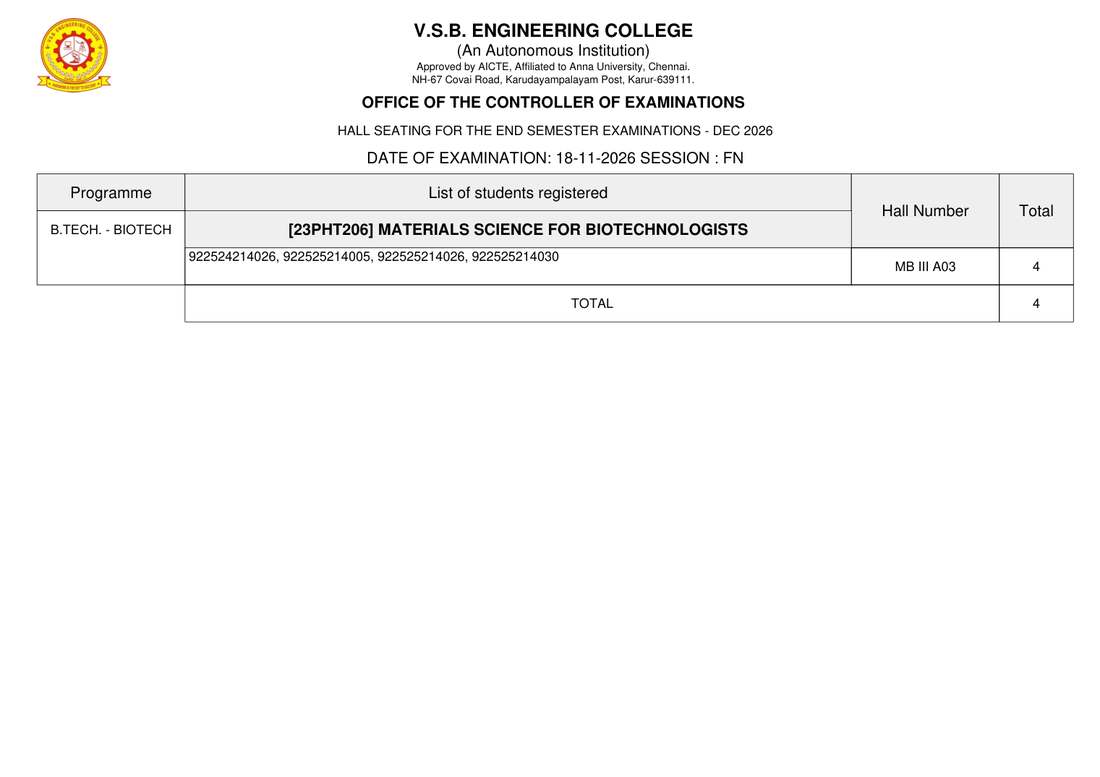 V.S.B. ENGINEERING COLLEGE
(An Autonomous Institution)
Approved by AICTE, Affiliated to Anna University, Chennai.
NH-67 Covai Road, Karudayampalayam Post, Karur-639111.
OFFICE OF THE CONTROLLER OF EXAMINATIONS
HALL SEATING FOR THE END SEMESTER EXAMINATIONS - DEC 2026
DATE OF EXAMINATION: 18-11-2026 SESSION : FN
Programme List of students registered Hall Number Total
B.TECH. - BIOTECH [23PHT206] MATERIALS SCIENCE FOR BIOTECHNOLOGISTS
922524214026, 922525214005, 922525214026, 922525214030 MB III A03 4
TOTAL 4